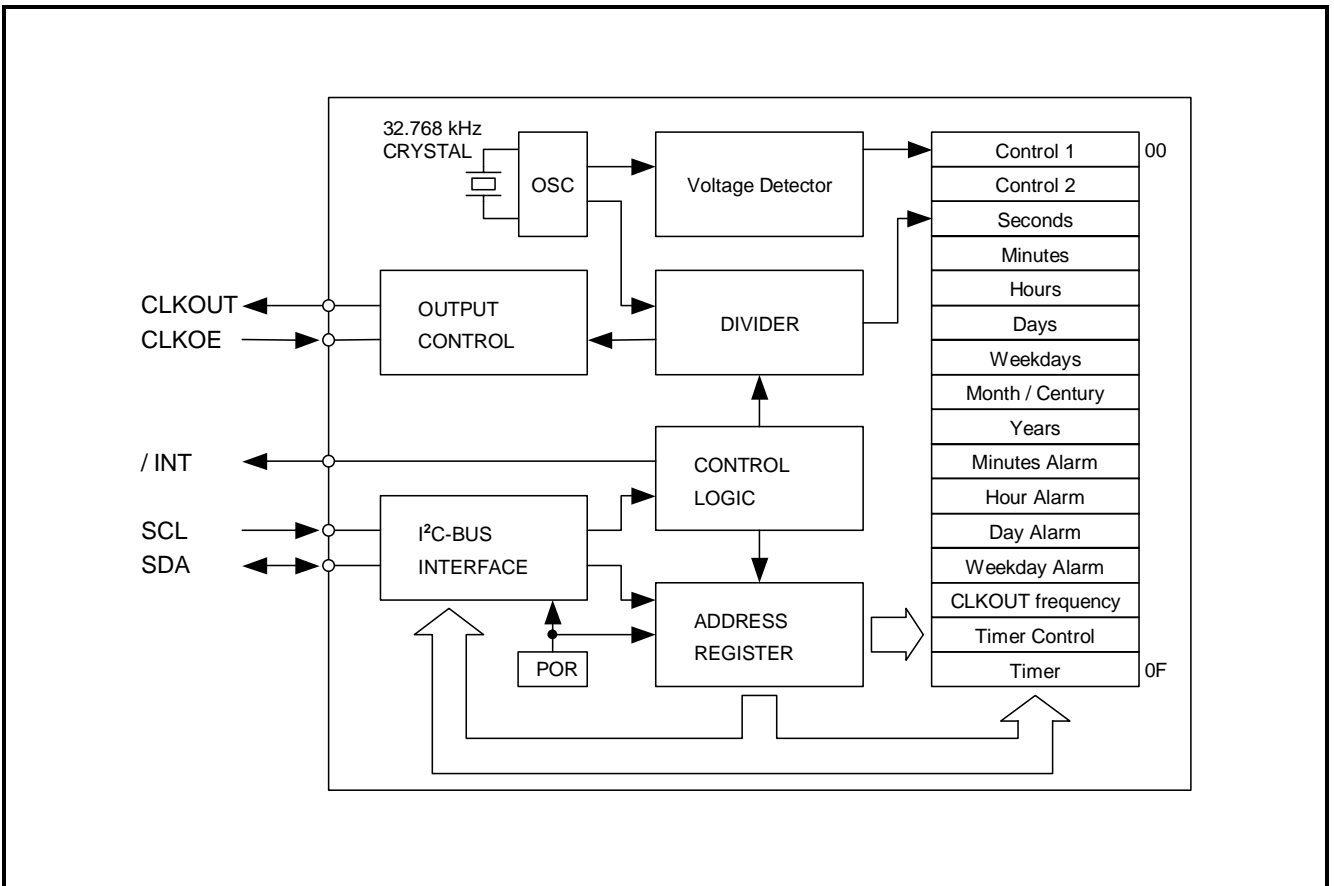 32.768 kHz
CRYSTAL
OSC
Voltage Detector
Control 1
00
Control 2
Seconds
Minutes
Hours
Days
Weekdays
Month / Century
Years
Minutes Alarm
Hour Alarm
Day Alarm
Weekday Alarm
CLKOUT frequency
Timer Control
Timer
0F
CLKOUT
CLKOE
OUTPUT
CONTROL
DIVIDER
/ INT
CONTROL
LOGIC
SCL
SDA
I²C-BUS
INTERFACE
ADDRESS
REGISTER
POR